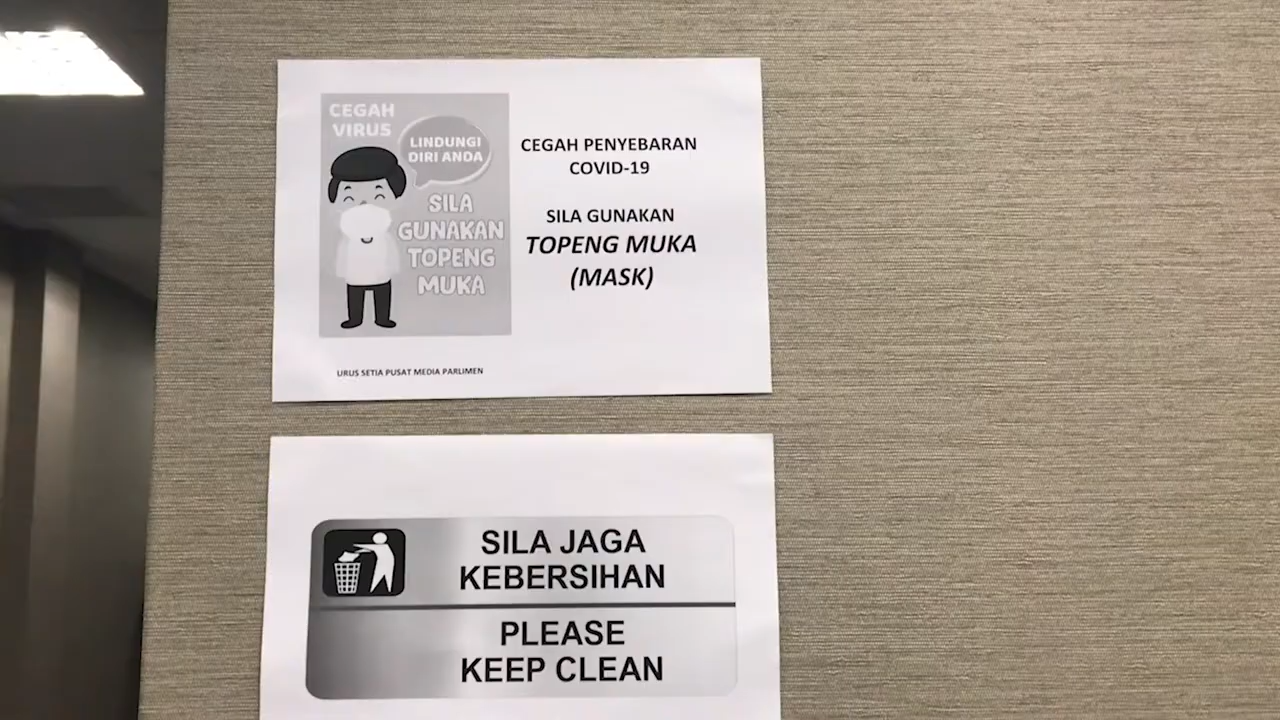 CEGAH
VIRUS
LINDUNGI
DIRI ANDA
SILA
GUNAKAN
TOPENG
MUKA
CEGAH PENYEBARAN
COVID-19
SILA GUNAKAN
TOPENG MUKA
(MASK)
URUS SETIA PUSAT MEDIA PARLIMEN
SILA JAGA
KEBERSIHAN
PLEASE
KEEP CLEAN